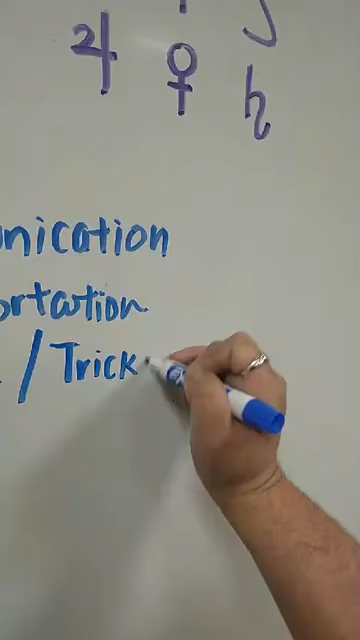 ♃ ♀ ♄
nication
ortation
/ Trick